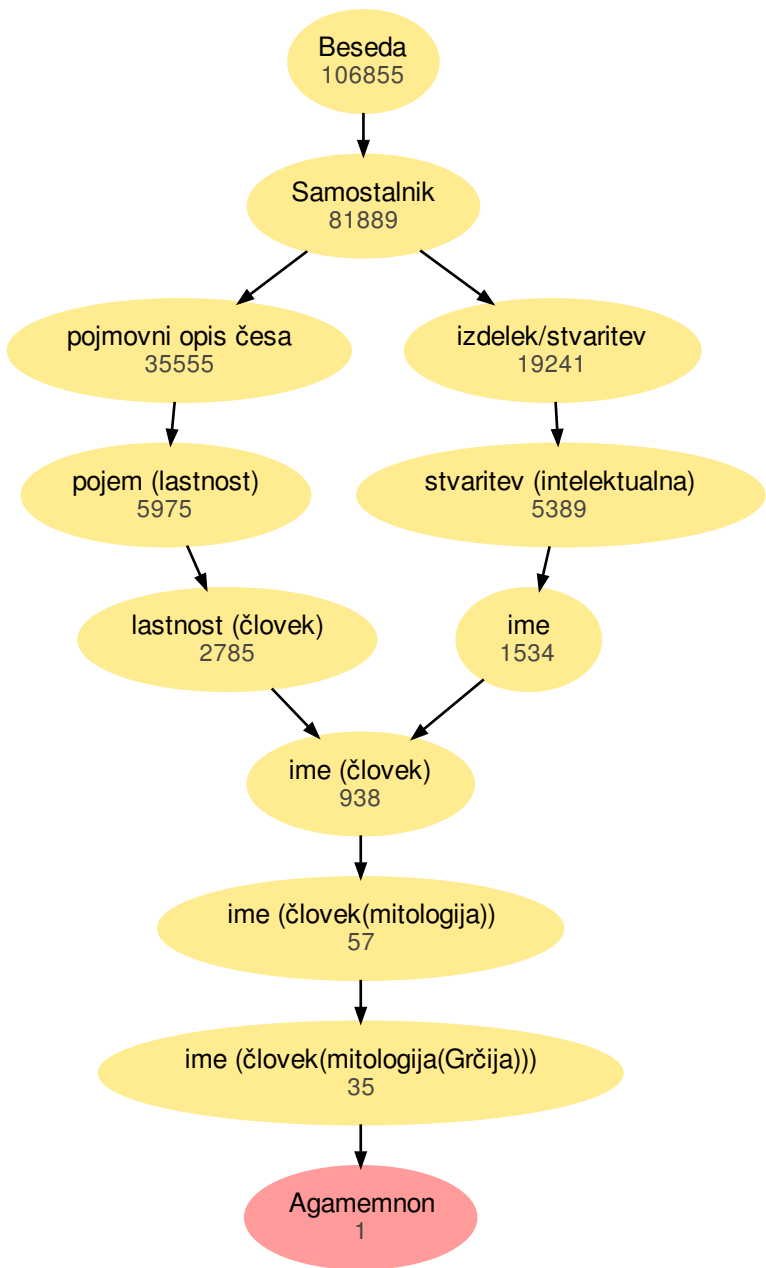 Beseda
106855
Samostalnik
81889
pojmovni opis česa
35555
izdelek/stvaritev
19241
pojem (lastnost)
5975
stvaritev (intelektualna)
5389
lastnost (človek)
2785
ime
1534
ime (človek)
938
ime (človek(mitologija))
57
ime (človek(mitologija(Grčija)))
35
Agamemnon
1